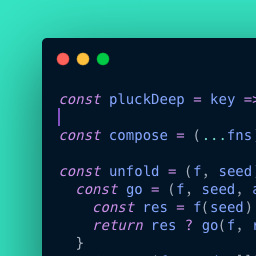 const pluckDeep = key =>
const compose = (...fns
const unfold = (f, seed)
const go = (f, seed, a
const res = f(seed)
return res ? go(f, r
}